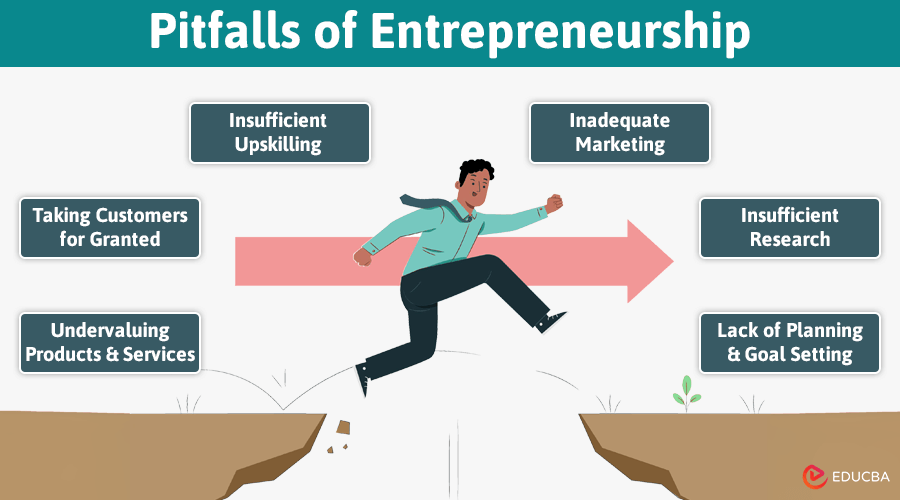 Pitfalls of Entrepreneurship
Insufficient
Upskilling
Inadequate
Marketing
Taking Customers
for Granted
Insufficient
Research
Undervaluing
Products & Services
Lack of Planning
& Goal Setting
EDUCBA